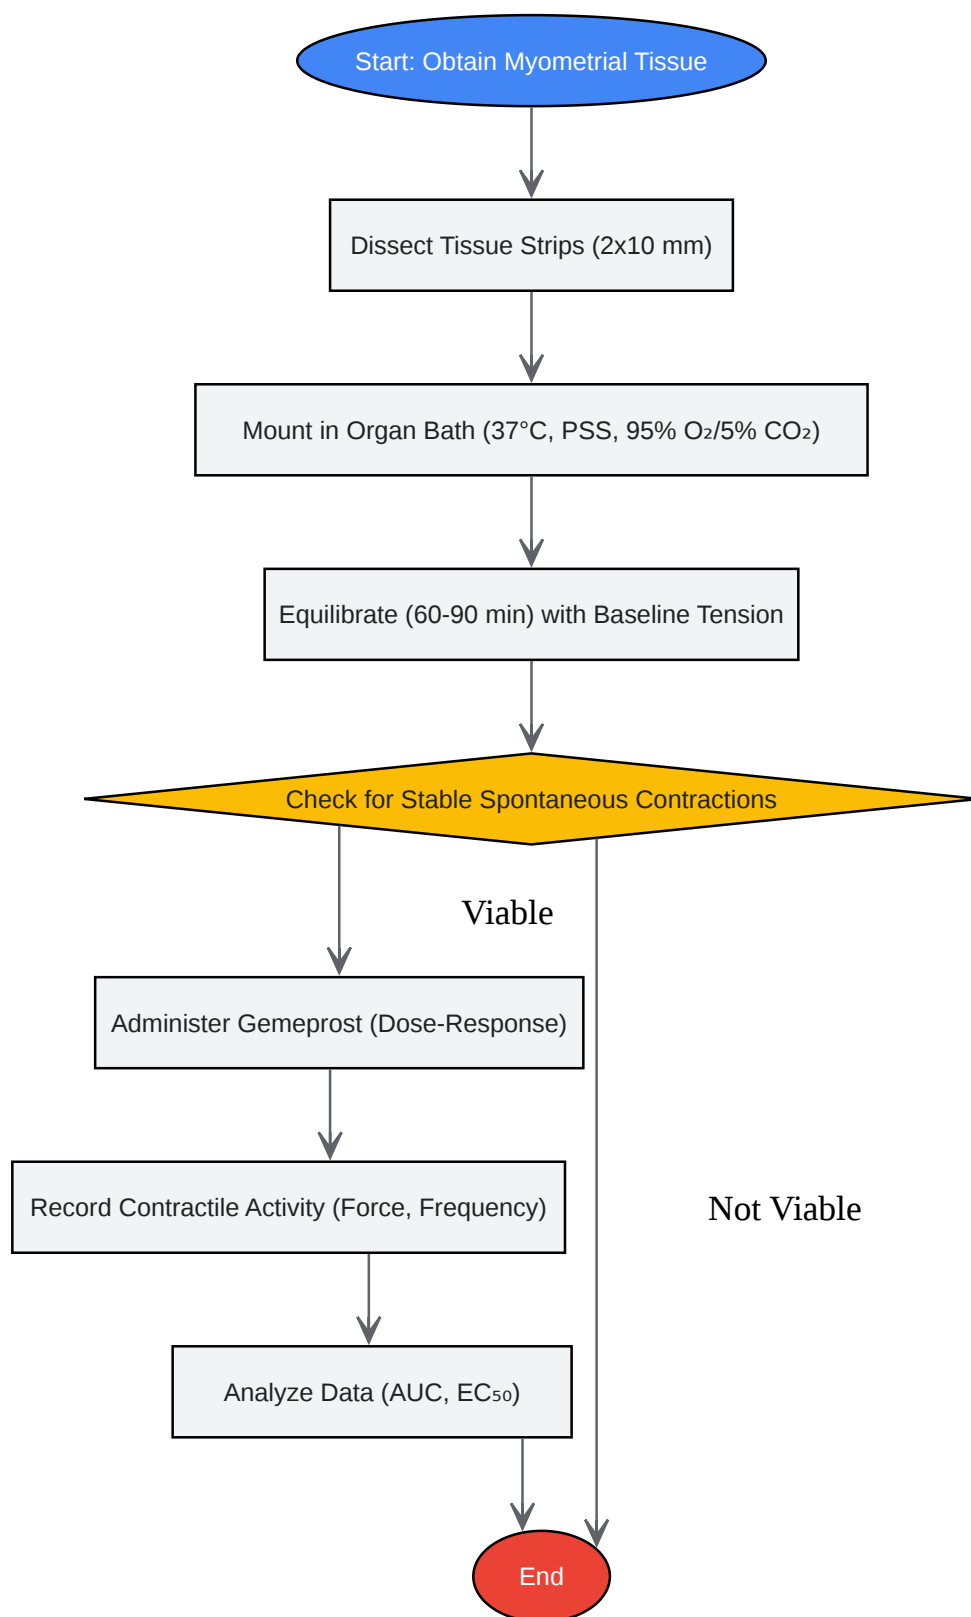 Start: Obtain Myometrial Tissue
Dissect Tissue Strips (2x10 mm)
Mount in Organ Bath (37°C, PSS, 95% O₂/5% CO₂)
Equilibrate (60-90 min) with Baseline Tension
Check for Stable Spontaneous Contractions
Viable
Administer Gemeprost (Dose-Response)
Record Contractile Activity (Force, Frequency)
Not Viable
Analyze Data (AUC, EC₅₀)
End